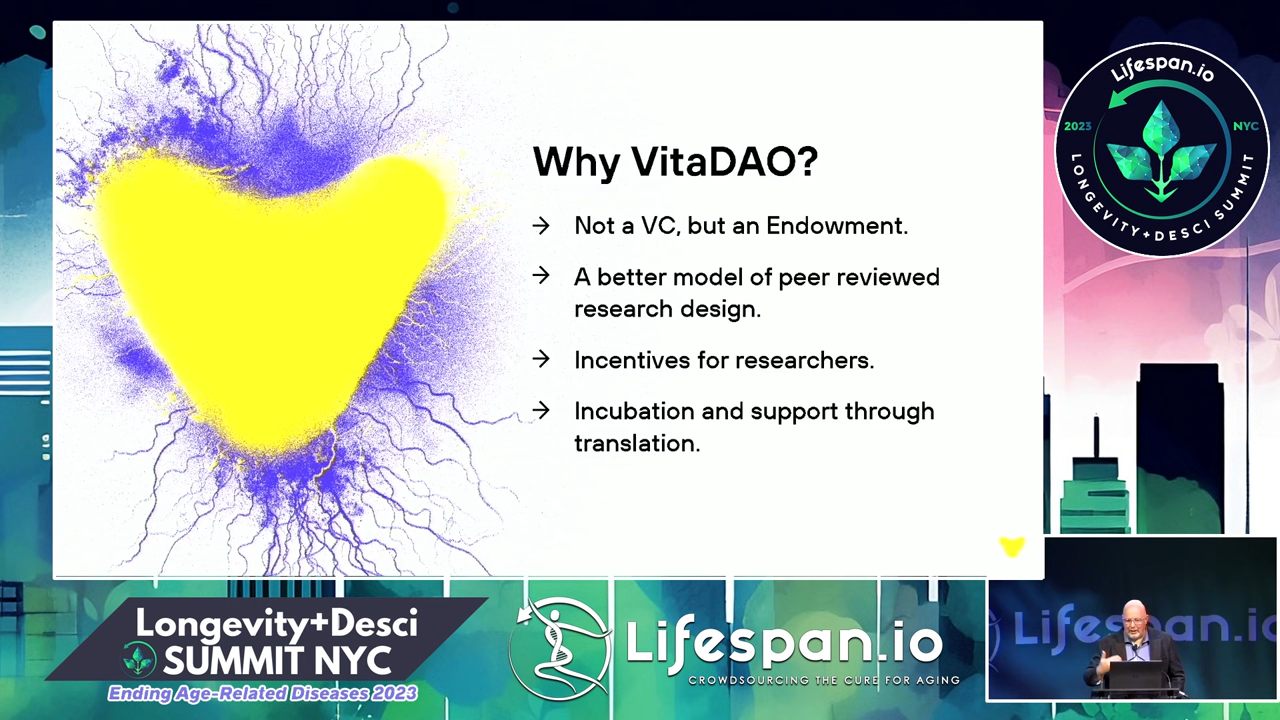 Why VitaDAO?
→ Not a VC, but an Endowment.
→ A better model of peer reviewed
research design.
→ Incentives for researchers.
→ Incubation and support through
translation.
Lifespan.io
2023
NYC
LONGEVITY+DESCI SUMMIT
Longevity+Desci
SUMMIT NYC
Ending Age-Related Diseases 2023
Lifespan.io
CROWDSOURCING THE CURE FOR AGING
Lifespan.io